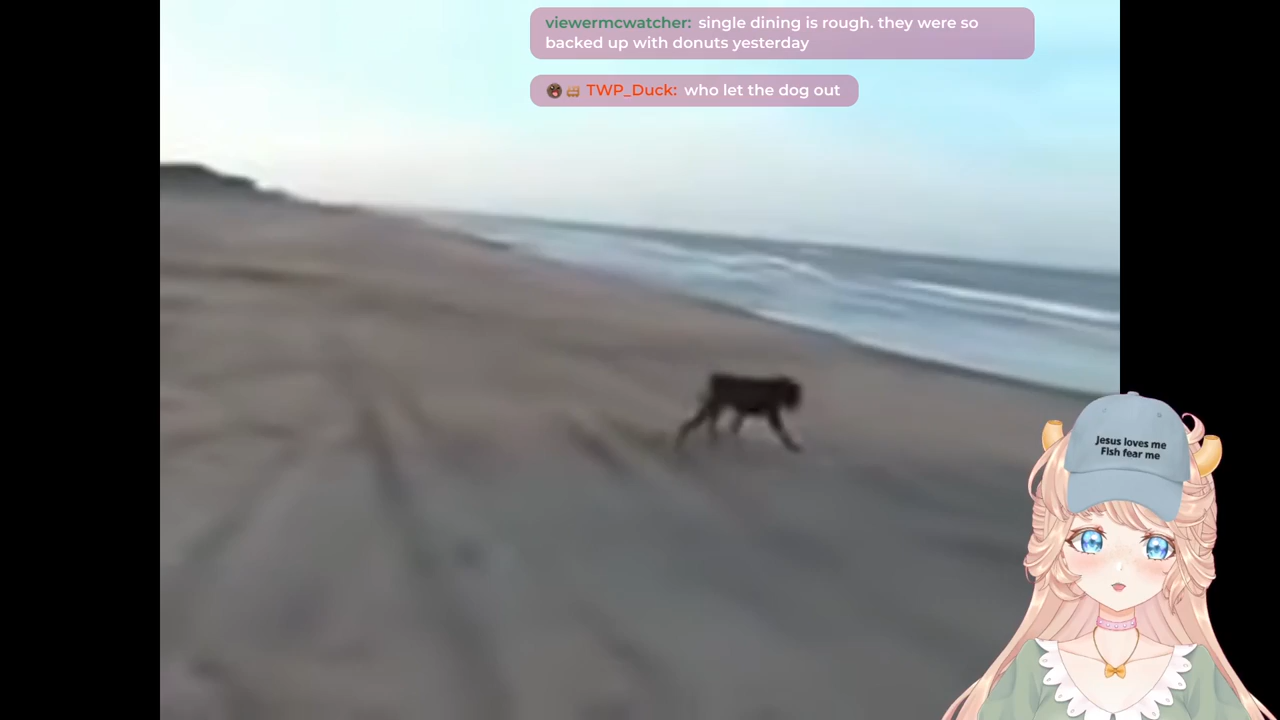 viewermcwatcher: single dining is rough. they were so
backed up with donuts yesterday
TWP_Duck: who let the dog out
Jesus loves me
Fish fear me